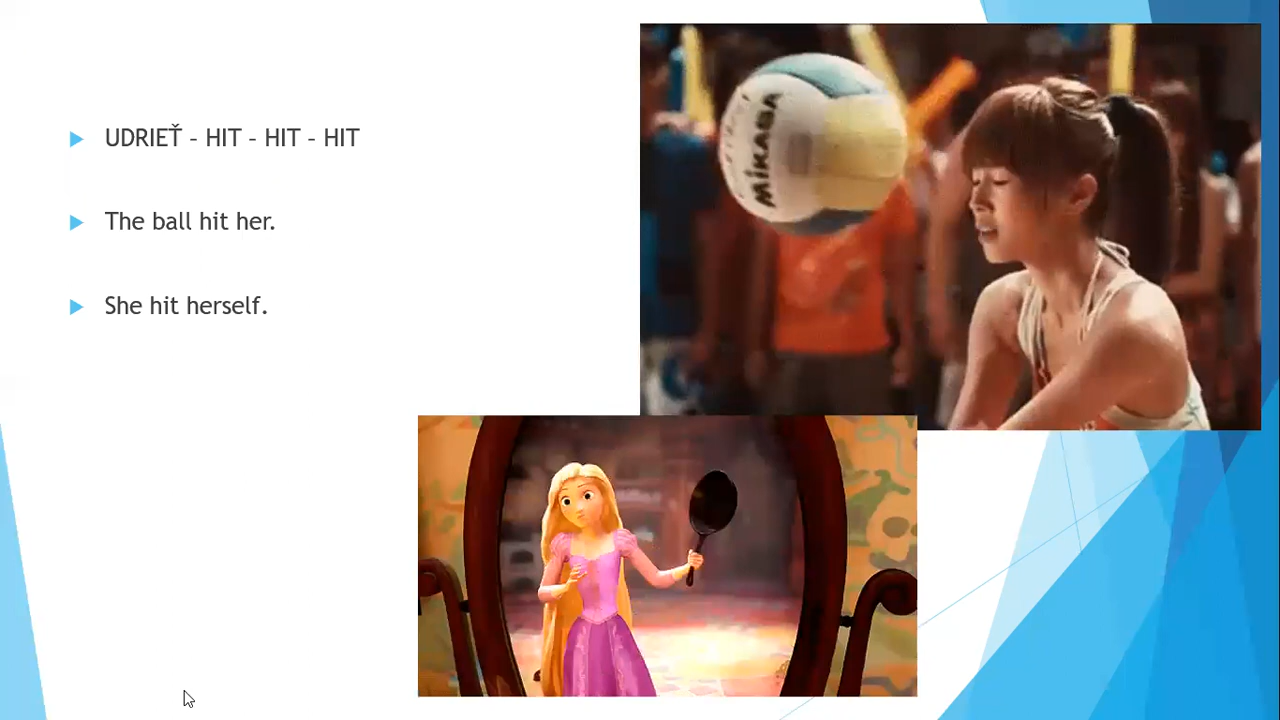 UDRIEŤ – HIT – HIT – HIT
The ball hit her.
She hit herself.
MIKASA